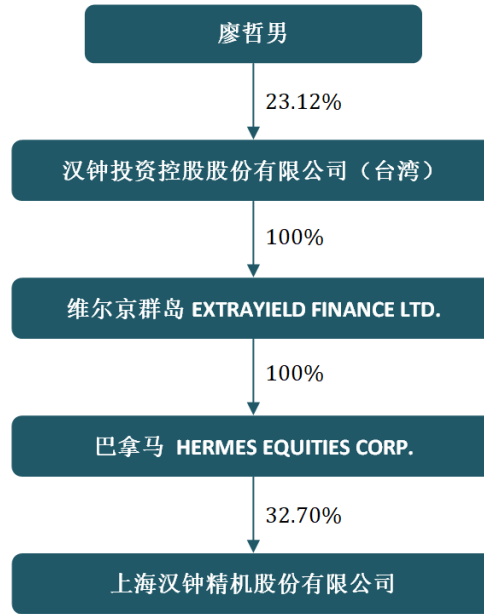 廖哲男
23.12%
汉钟投资控股股份有限公司（台湾）
100%
维尔京群岛 EXTRAYIELD FINANCE LTD.
100%
巴拿马 HERMES EQUITIES CORP.
32.70%
上海汉钟精机股份有限公司